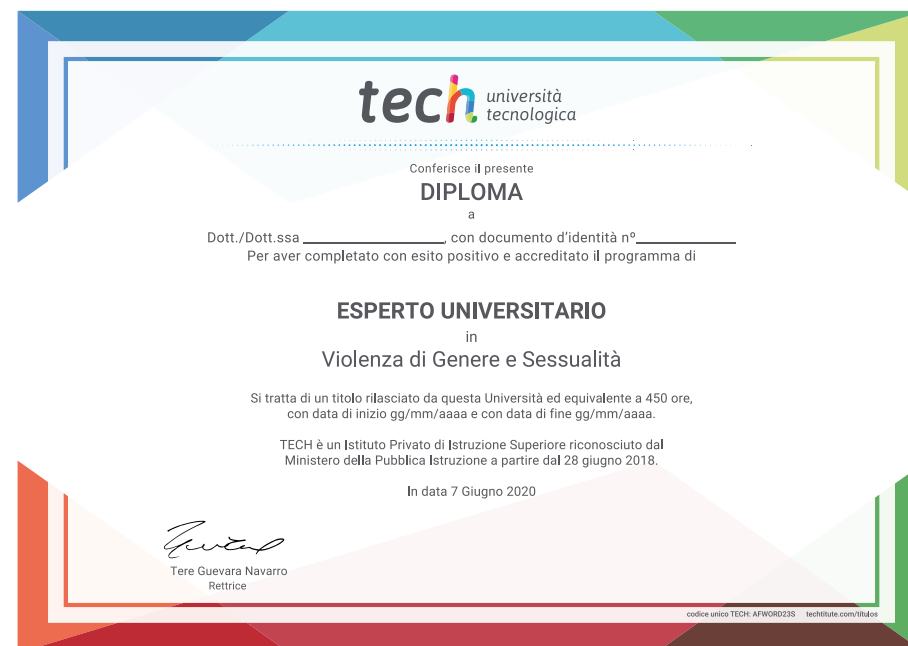 tech università
tecnologica
Conferisce il presente
DIPLOMA
a
Dott./Dott.ssa ____________________, con documento d'identità nº______________
Per aver completato con esito positivo e accreditato il programma di
ESPERTO UNIVERSITARIO
in
Violenza di Genere e Sessualità
Si tratta di un titolo rilasciato da questa Università ed equivalente a 450 ore,
con data di inizio gg/mm/aaaa e con data di fine gg/mm/aaaa.
TECH è un Istituto Privato di Istruzione Superiore riconosciuto dal
Ministero della Pubblica Istruzione a partire dal 28 giugno 2018.
In data 7 Giugno 2020
Tere Guevara Navarro
Rettrice
codice unico TECH: AFWORD23S techtitute.com/titulos